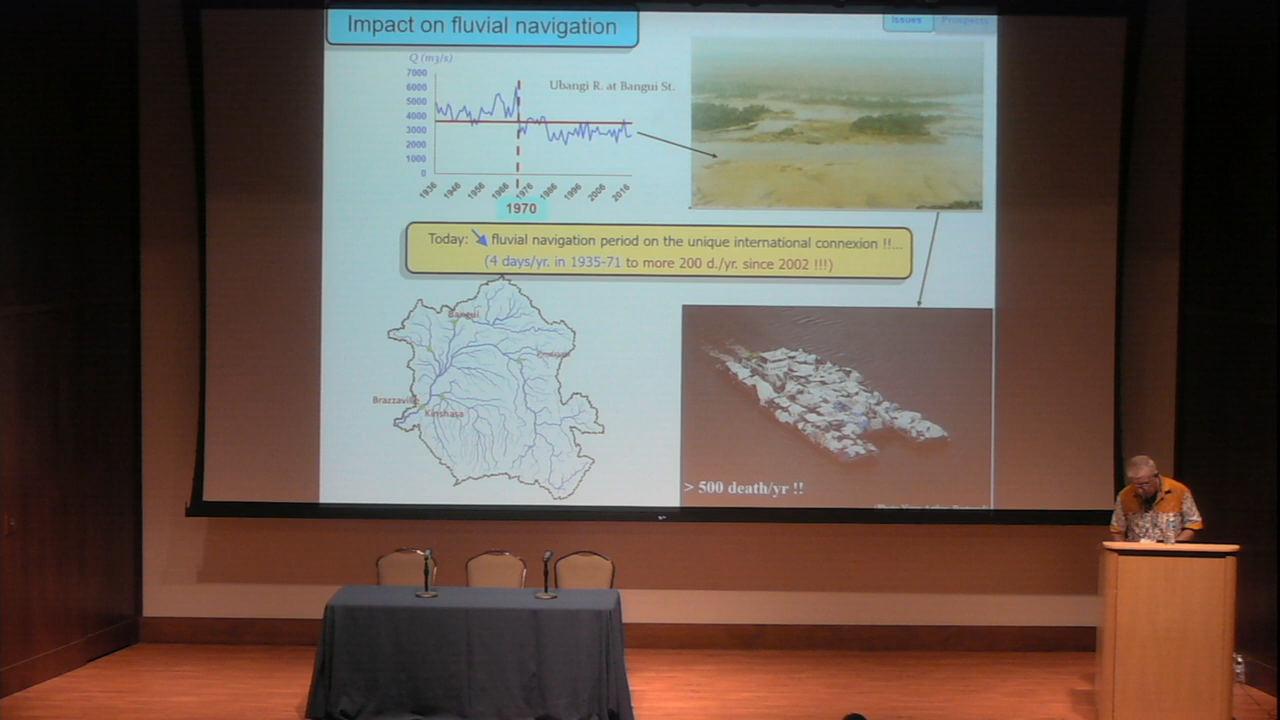 Impact on fluvial navigation
Issues
Prospects
Q (m3/s)
7000
6000
5000
4000
3000
2000
1000
0
Ubangi R. at Bangui St.
1936
1946
1956
1966
1976
1986
1996
2006
2016
1970
Today: fluvial navigation period on the unique international connexion !!...
(4 days/yr. in 1935-71 to more 200 d./yr. since 2002 !!!)
Bangui
Brazzaville
Kinshasa
> 500 death/yr !!